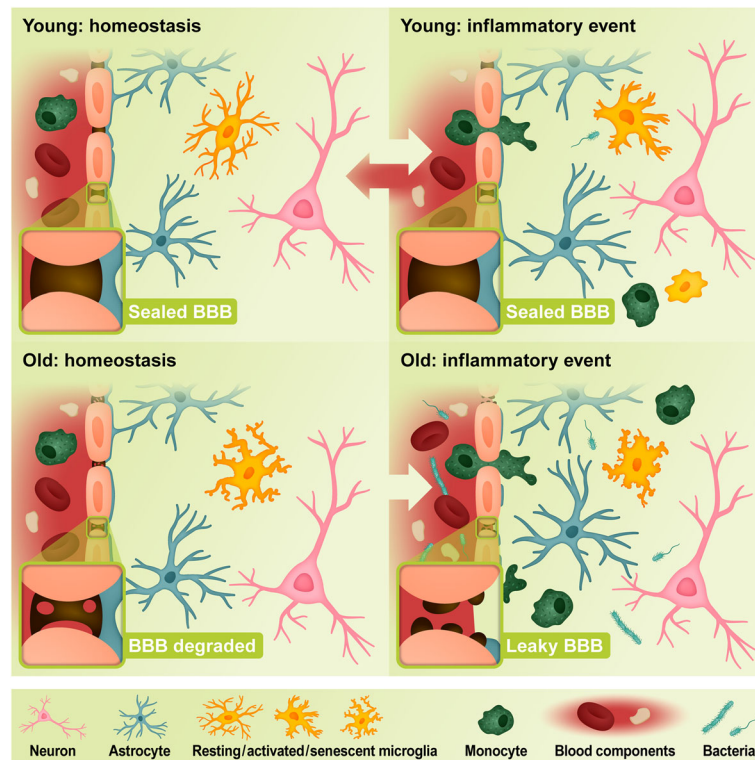 Young: homeostasis
Young: inflammatory event
Sealed BBB
Sealed BBB
Old: homeostasis
Old: inflammatory event
BBB degraded
Leaky BBB
Neuron
Astrocyte
Resting/activated/senescent microglia
Monocyte
Blood components
Bacteria